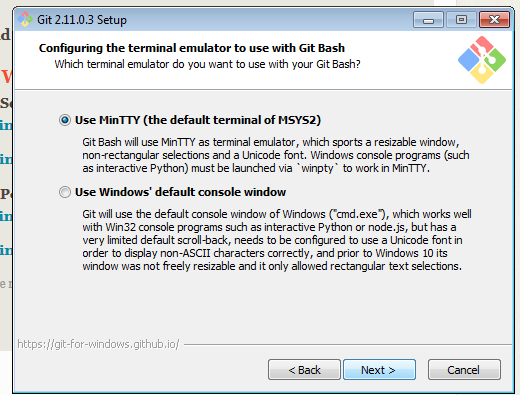 Git 2.11.0.3 Setup
Configuring the terminal emulator to use with Git Bash
Which terminal emulator do you want to use with your Git Bash?
Use MinTTY (the default terminal of MSYS2)
Git Bash will use MinTTY as terminal emulator, which sports a resizable window,
non-rectangular selections and a Unicode font. Windows console programs (such
as interactive Python) must be launched via `winpty` to work in MinTTY.
Use Windows' default console window
Git will use the default console window of Windows ("cmd.exe"), which works well
with Win32 console programs such as interactive Python or node.js, but has a
very limited default scroll-back, needs to be configured to use a Unicode font in
order to display non-ASCII characters correctly, and prior to Windows 10 its
window was not freely resizable and it only allowed rectangular text selections.
https://git-for-windows.github.io/
< Back
Next >
Cancel